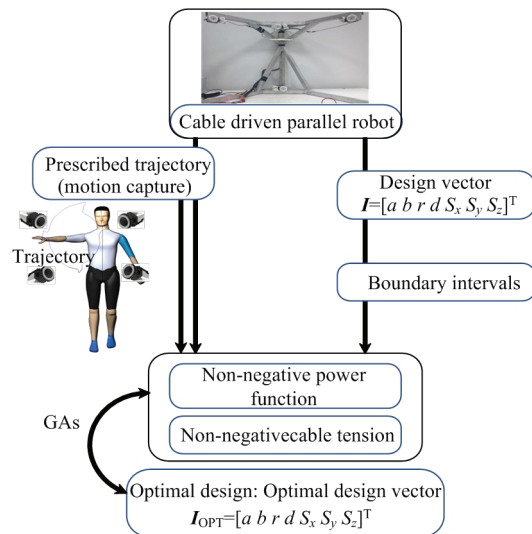 Cable driven parallel robot
Prescribed trajectory
(motion capture)
Trajectory
Design vector
I=[a b r d Sx Sy Sz]T
Boundary intervals
Non-negative power
function
Non-negativecable tension
GAs
Optimal design: Optimal design vector
IOPT=[a b r d Sx Sy Sz]T